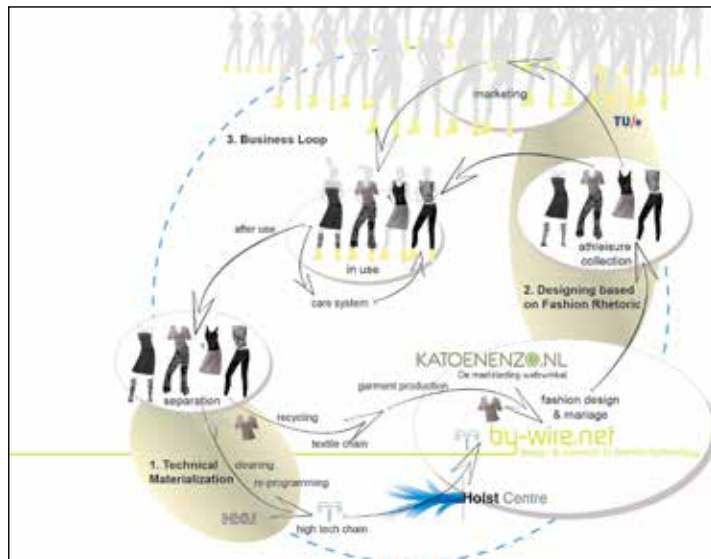 marketing
TU/e
3. Business Loop
after use
in use
care system
athleisure
collection
2. Designing based
on Fashion Rhetoric
KATOENENZO.NL
separation
garment production
recycling
textile chain
fashion design
& mariage
by-wire.net
1. Technical
Materialization
cleaning
re-programming
high tech chain
Holst Centre